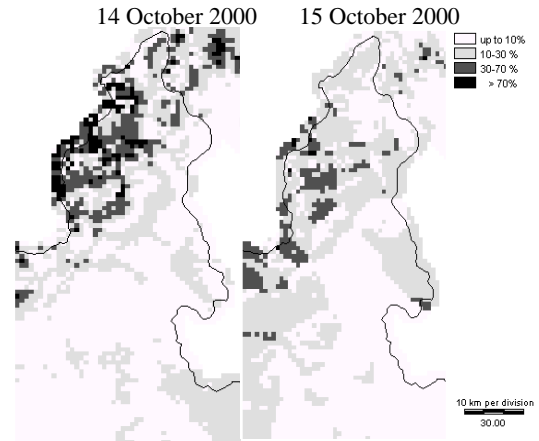 14 October 2000
15 October 2000
up to 10%
10-30 %
30-70 %
> 70%
10 km per division
30.00